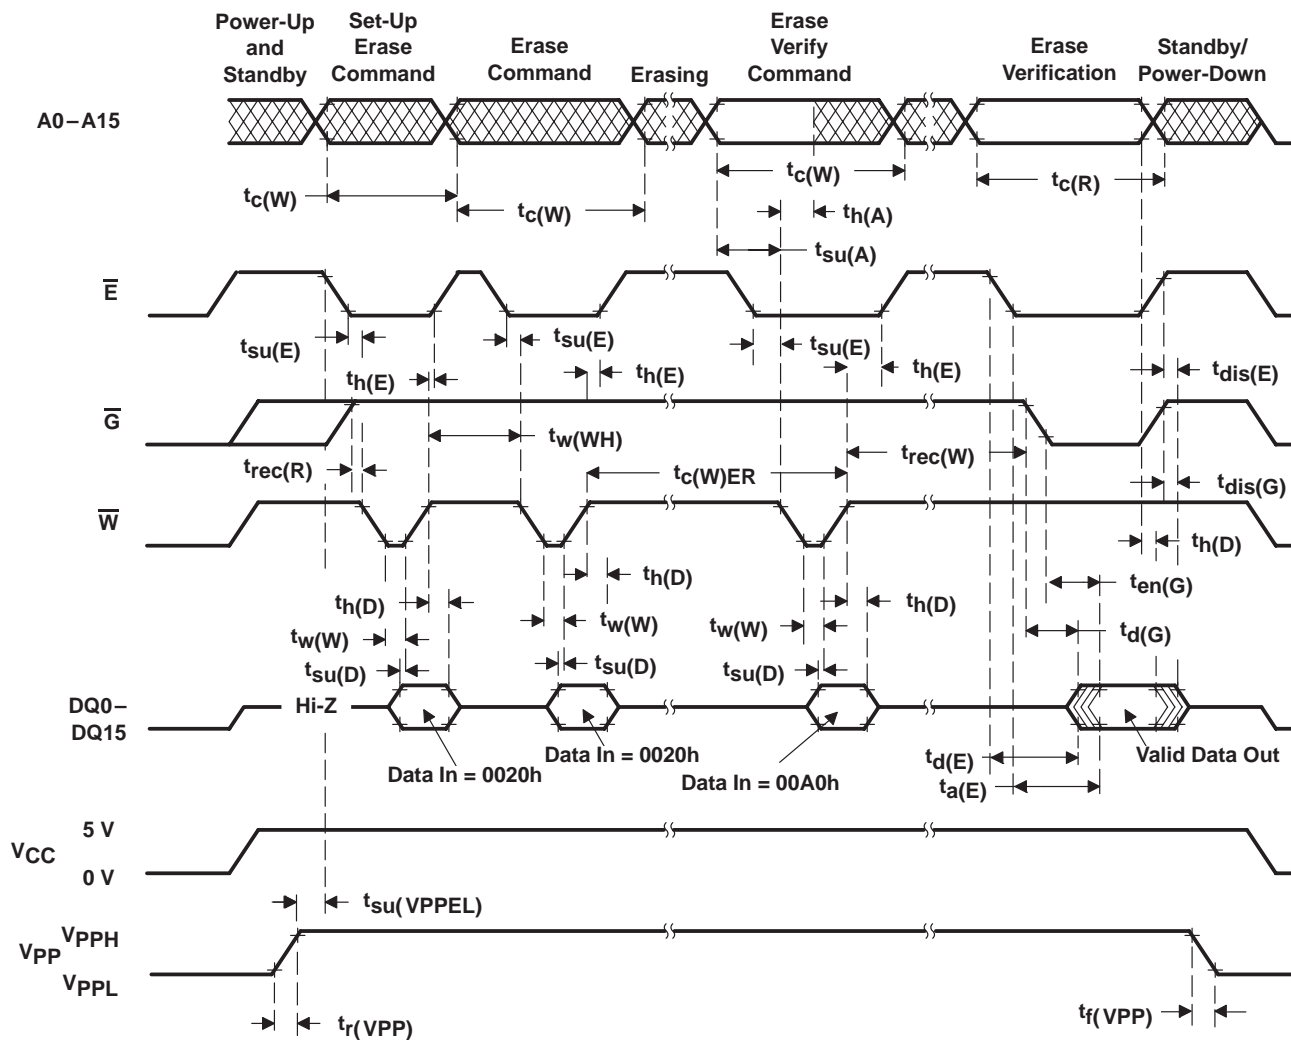 Power-Up
and
Standby
Set-Up
Erase
Command
Erase
Command
Erasing
Erase
Verify
Command
Erase
Verification
Standby/
Power-Down
A0–A15
tc(W)
tc(W)
tc(W)
tc(R)
th(A)
tsu(A)
E
tsu(E)
tsu(E)
tsu(E)
th(E)
th(E)
th(E)
tdis(E)
G
tw(WH)
trec(R)
tc(W)ER
trec(W)
tdis(G)
W
th(D)
th(D)
th(D)
th(D)
ten(G)
tw(W)
tw(W)
tw(W)
td(G)
tsu(D)
tsu(D)
tsu(D)
DQ0–
DQ15
Hi-Z
Data In = 0020h
Data In = 0020h
Data In = 00A0h
Valid Data Out
td(E)
ta(E)
5 V
VCC
0 V
tsu(VPPEL)
VPPH
VPP
VPPL
tr(VPP)
tf(VPP)